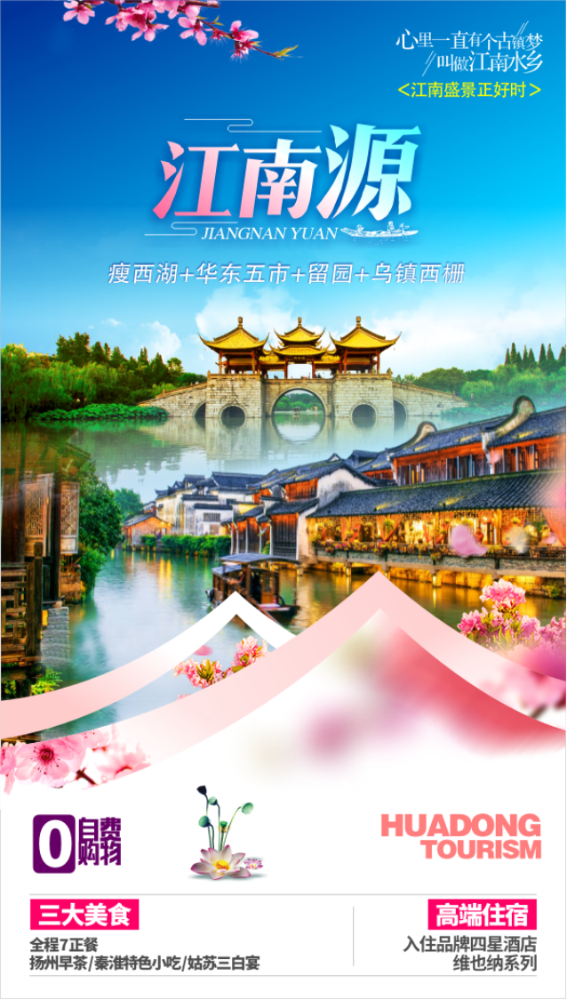 心里一直有个古镇梦
叫做江南水乡
<江南盛景正好时>
江南源
JIANGNAN YUAN
瘦西湖+华东五市+留园+乌镇西栅
0自费
购物
HUADONG
TOURISM
三大美食
全程7正餐
扬州早茶/秦淮特色小吃/姑苏三白宴
高端住宿
入住品牌四星酒店
维也纳系列